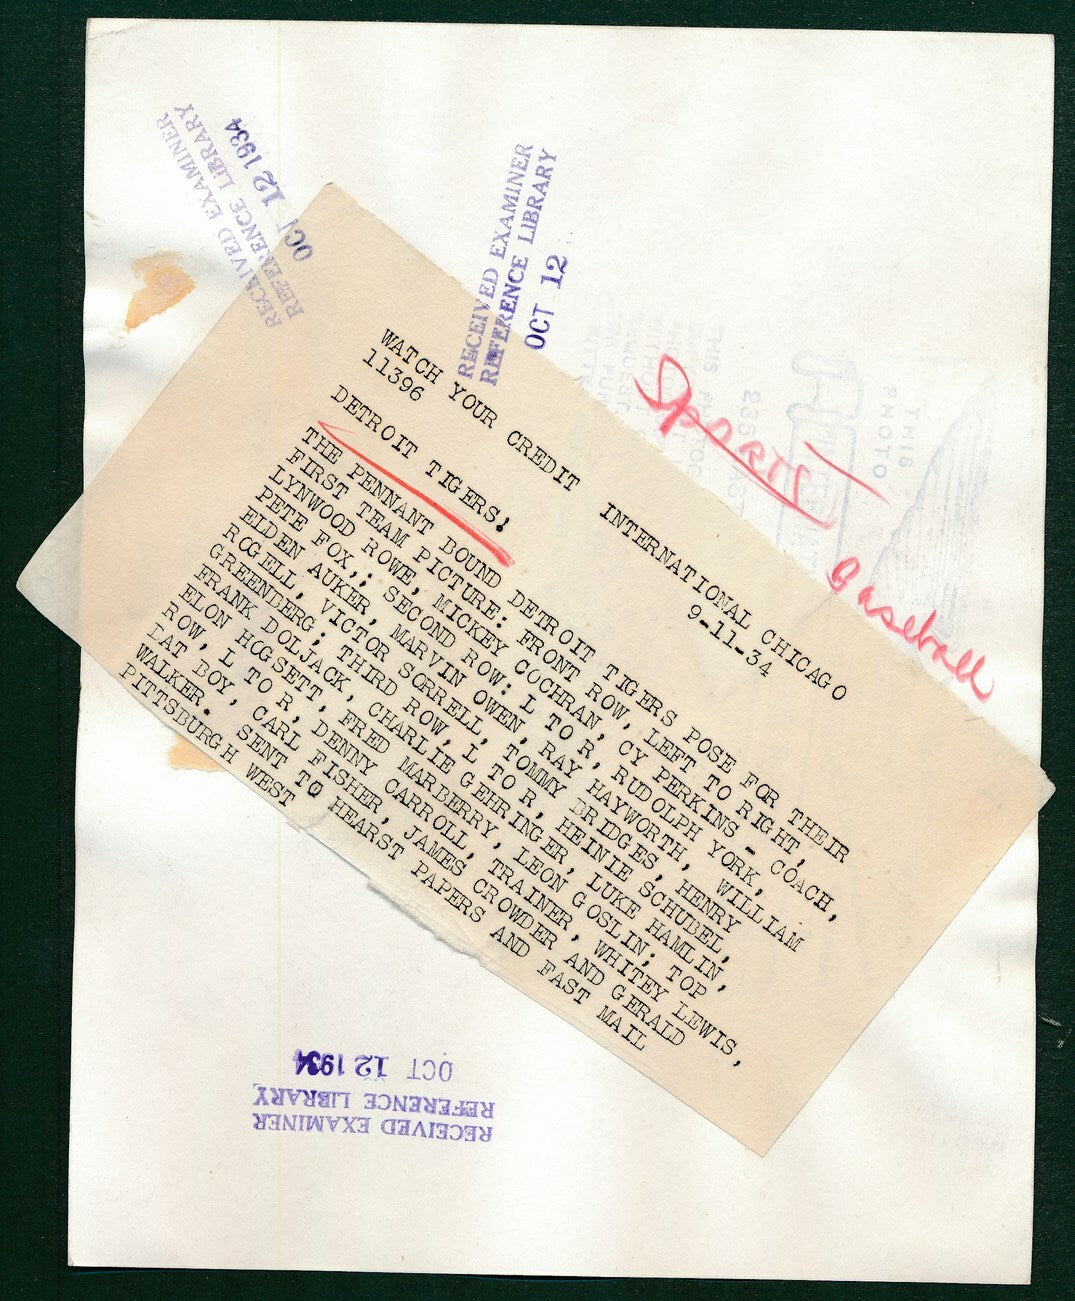 RECEIVED EXAMINER
REFERENCE LIBRARY
OCT 12 1934
RECEIVED EXAMINER
REFERENCE LIBRARY
OCT 12
Sports
Baseball
THIS
PHOTO
WATCH YOUR CREDIT INTERNATIONAL CHICAGO
11396 9-11-34
DETROIT TIGERS!
THE PENNANT BOUND DETROIT TIGERS POSE FOR THEIR
FIRST TEAM PICTURE: FRONT ROW, LEFT TO RIGHT,
LYNWOOD ROWE, MICKEY COCHRAN, CY PERKINS - COACH,
PETE FOX,; SECOND ROW: L TO R, RUDOLPH YORK,
ELDEN AUKER, MARVIN OWEN, RAY HAYWORTH, WILLIAM
ROGELL, VICTOR SORRELL, TOMMY BRIDGES, HENRY
GREENBERG; THIRD ROW, L TO R, HEINIE SCHUBEL,
FRANK DOLJACK, CHARLIE GEHRINGER, LUKE HAMLIN,
ELON HOGSETT, FRED MARBERRY, LEON GOSLIN; TOP
ROW, L TO R, DENNY CARROLL, TRAINER, WHITEY LEWIS,
BAT BOY, CARL FISHER, JAMES CROWDER AND GERALD
WALKER. SENT TO HEARST PAPERS AND FAST MAIL
PITTSBURGH WEST
RECEIVED EXAMINER
REFERENCE LIBRARY
OCT 12 1934